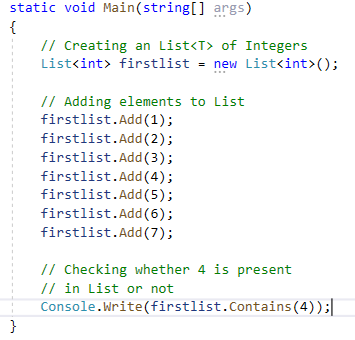 static void Main(string[] args)
{
// Creating an List<T> of Integers
List<int> firstlist = new List<int>();
// Adding elements to List
firstlist.Add(1);
firstlist.Add(2);
firstlist.Add(3);
firstlist.Add(4);
firstlist.Add(5);
firstlist.Add(6);
firstlist.Add(7);
// Checking whether 4 is present
// in List or not
Console.Write(firstlist.Contains(4));
}